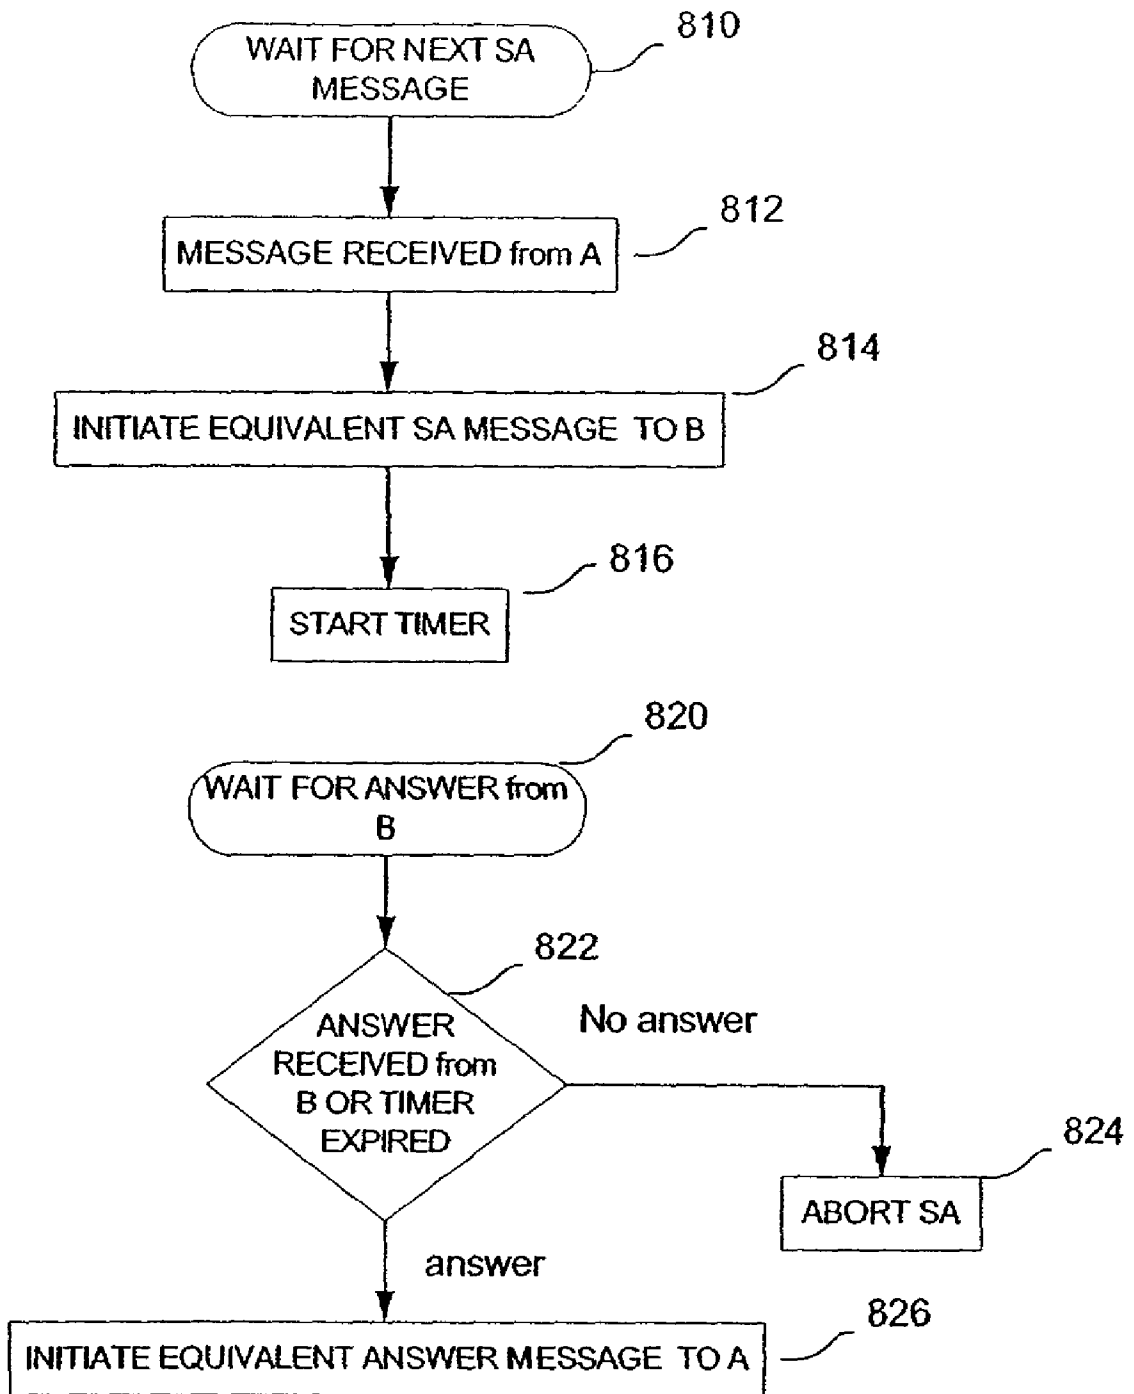 810
WAIT FOR NEXT SA
MESSAGE
812
MESSAGE RECEIVED from A
814
INITIATE EQUIVALENT SA MESSAGE TO B
816
START TIMER
820
WAIT FOR ANSWER from
B
822
ANSWER
RECEIVED from
B OR TIMER
EXPIRED
No answer
824
ABORT SA
answer
826
INITIATE EQUIVALENT ANSWER MESSAGE TO A